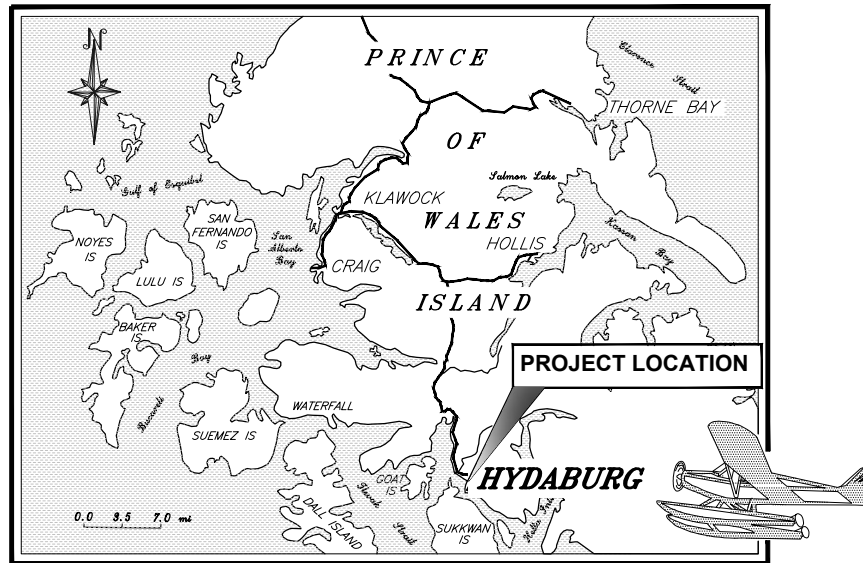 N
PRINCE
Clarence Strait
THORNE BAY
OF
Gulf of Esquibel
Salmon Lake
KLAWOCK
SAN
FERNANDO
IS
WALES
NOYES
IS
San
Alberto
Bay
HOLLIS
Kasaan Bay
CRAIG
LULU IS
ISLAND
BAKER
IS
PROJECT LOCATION
Bucareli Bay
WATERFALL
SUEMEZ IS
GOAT
IS
HYDABURG
DALL ISLAND
Strait
SUKKWAN
IS
0.0 3.5 7.0 mi